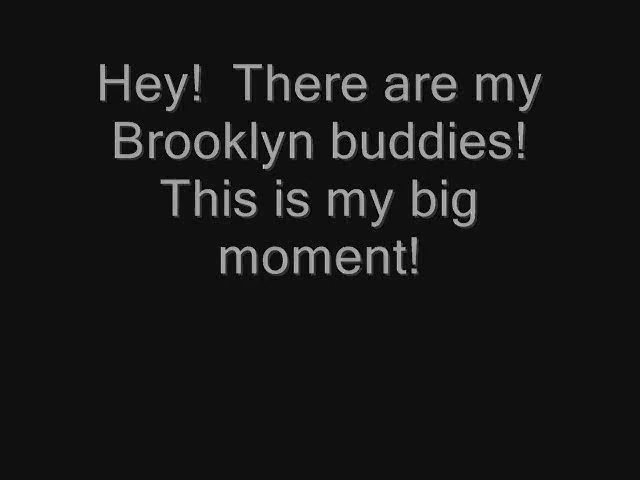 Hey!  There are my
Brooklyn buddies!
This is my big
moment!